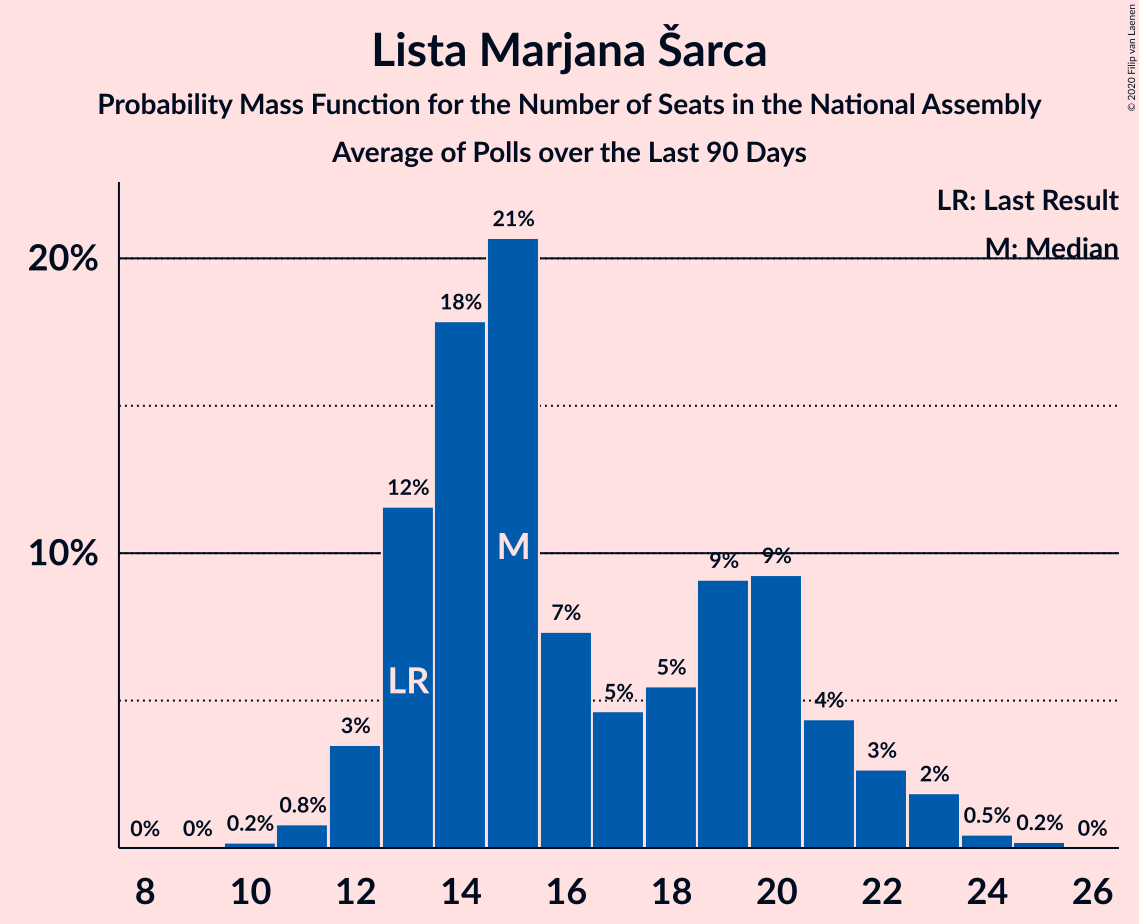 Lista Marjana Šarca
Probability Mass Function for the Number of Seats in the National Assembly
Average of Polls over the Last 90 Days
© 2020 Filip van Laenen
LR: Last Result
M: Median
20%
10%
0%
0%
0.2%
0.8%
3%
12%
18%
21%
7%
5%
5%
9%
9%
4%
3%
2%
0.5%
0.2%
0%
LR
M
8 10 12 14 16 18 20 22 24 26